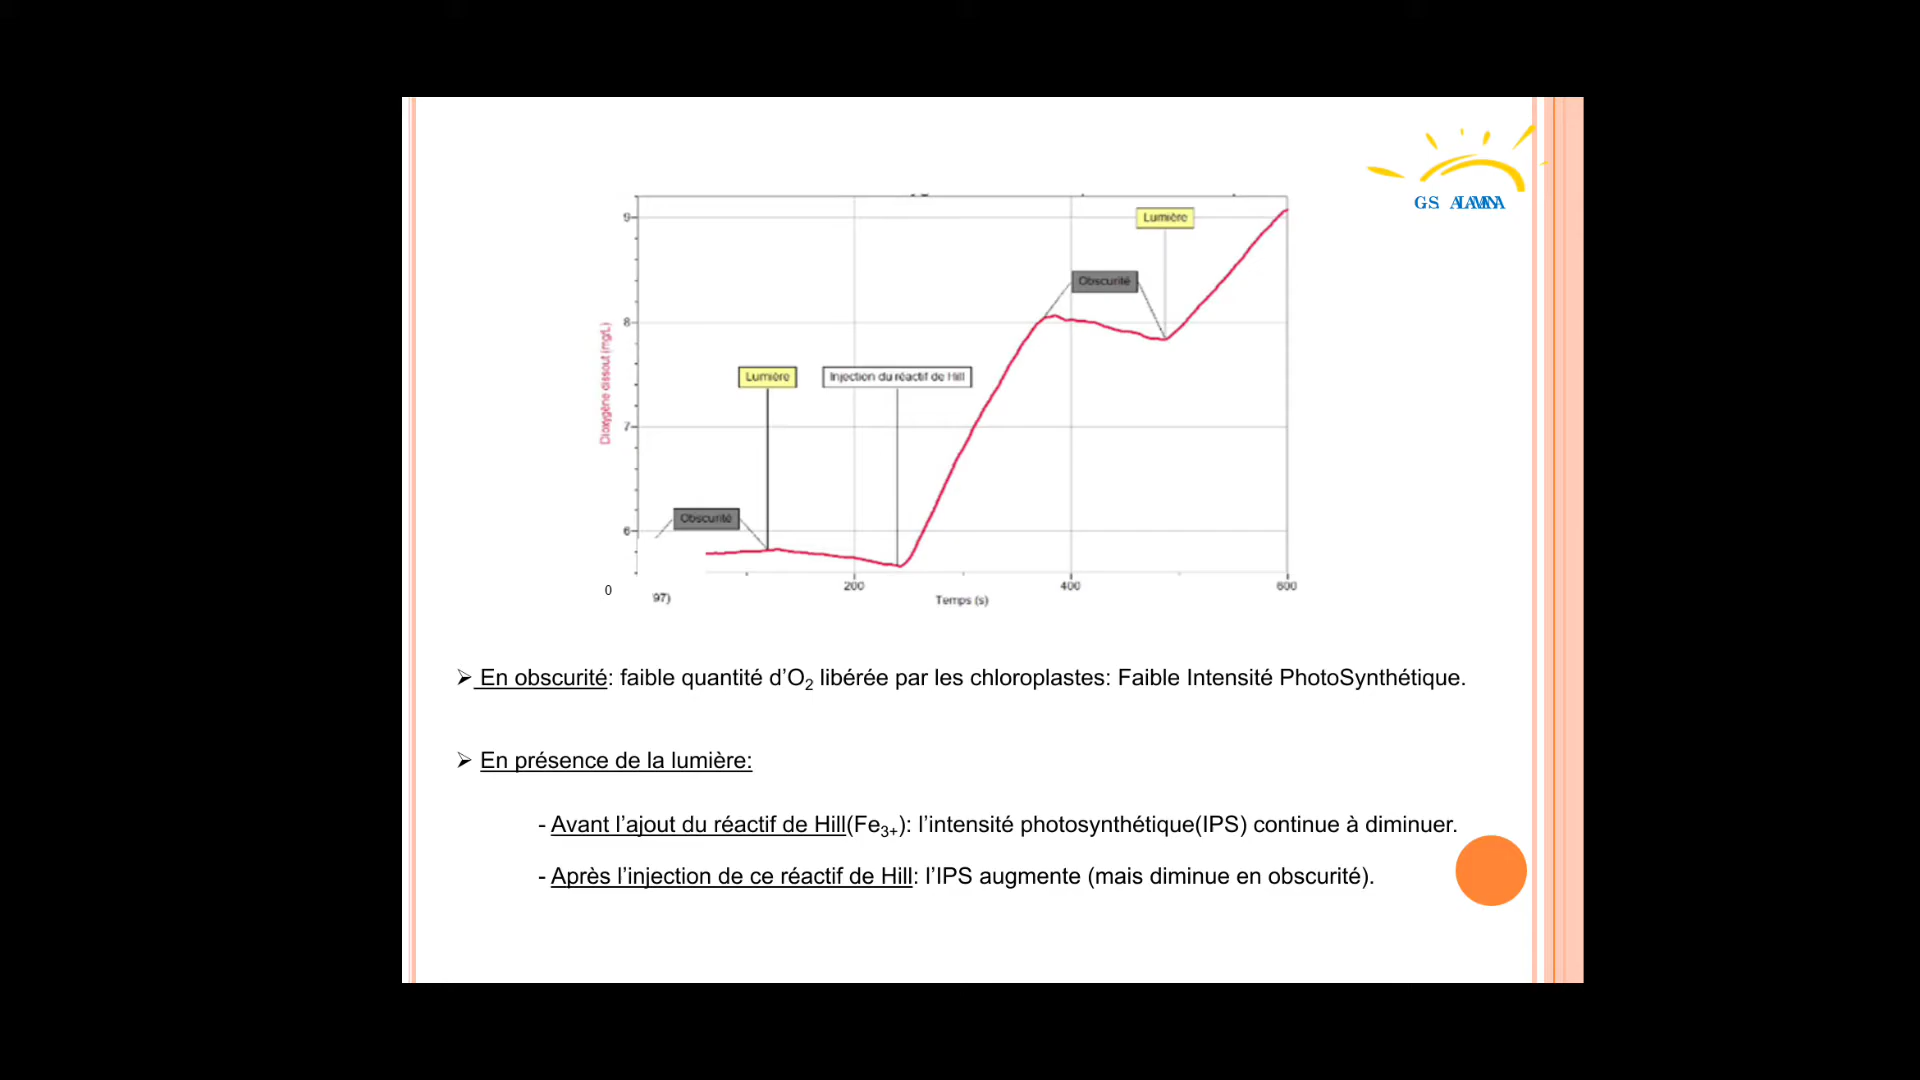 G.S. ALAMANA
9
Lumière
Obscurité
8
Dioxygène dissout (mg/L)
Lumière
Injection du réactif de Hill
7
Obscurité
6
0
97)
200
400
600
Temps (s)
➢ En obscurité: faible quantité d’O2 libérée par les chloroplastes: Faible Intensité PhotoSynthétique.
➢ En présence de la lumière:
- Avant l’ajout du réactif de Hill(Fe3+): l’intensité photosynthétique(IPS) continue à diminuer.
- Après l’injection de ce réactif de Hill: l’IPS augmente (mais diminue en obscurité).